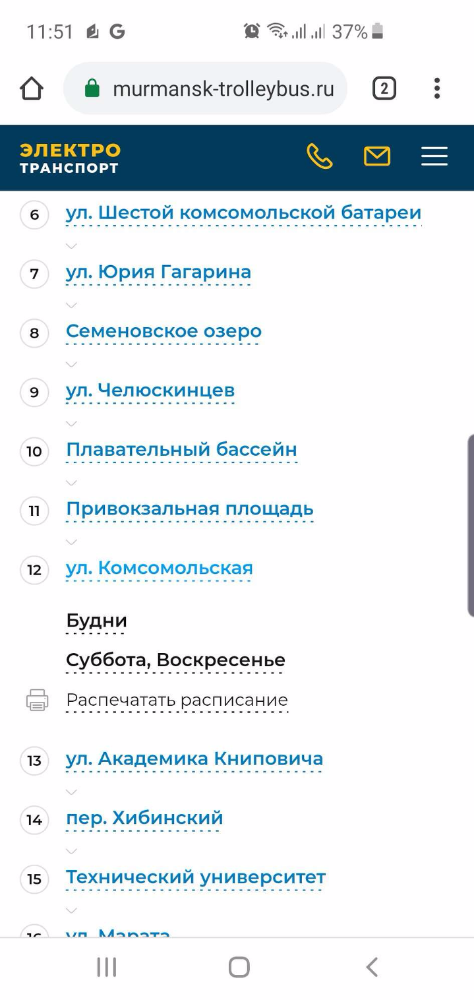 11:51 37%
murmansk-trolleybus.ru 2
ЭЛЕКТРО
ТРАНСПОРТ
6 ул. Шестой комсомольской батареи
7 ул. Юрия Гагарина
8 Семеновское озеро
9 ул. Челюскинцев
10 Плавательный бассейн
11 Привокзальная площадь
12 ул. Комсомольская
Будни
Суббота, Воскресенье
Распечатать расписание
13 ул. Академика Книповича
14 пер. Хибинский
15 Технический университет
16 ул. Марата